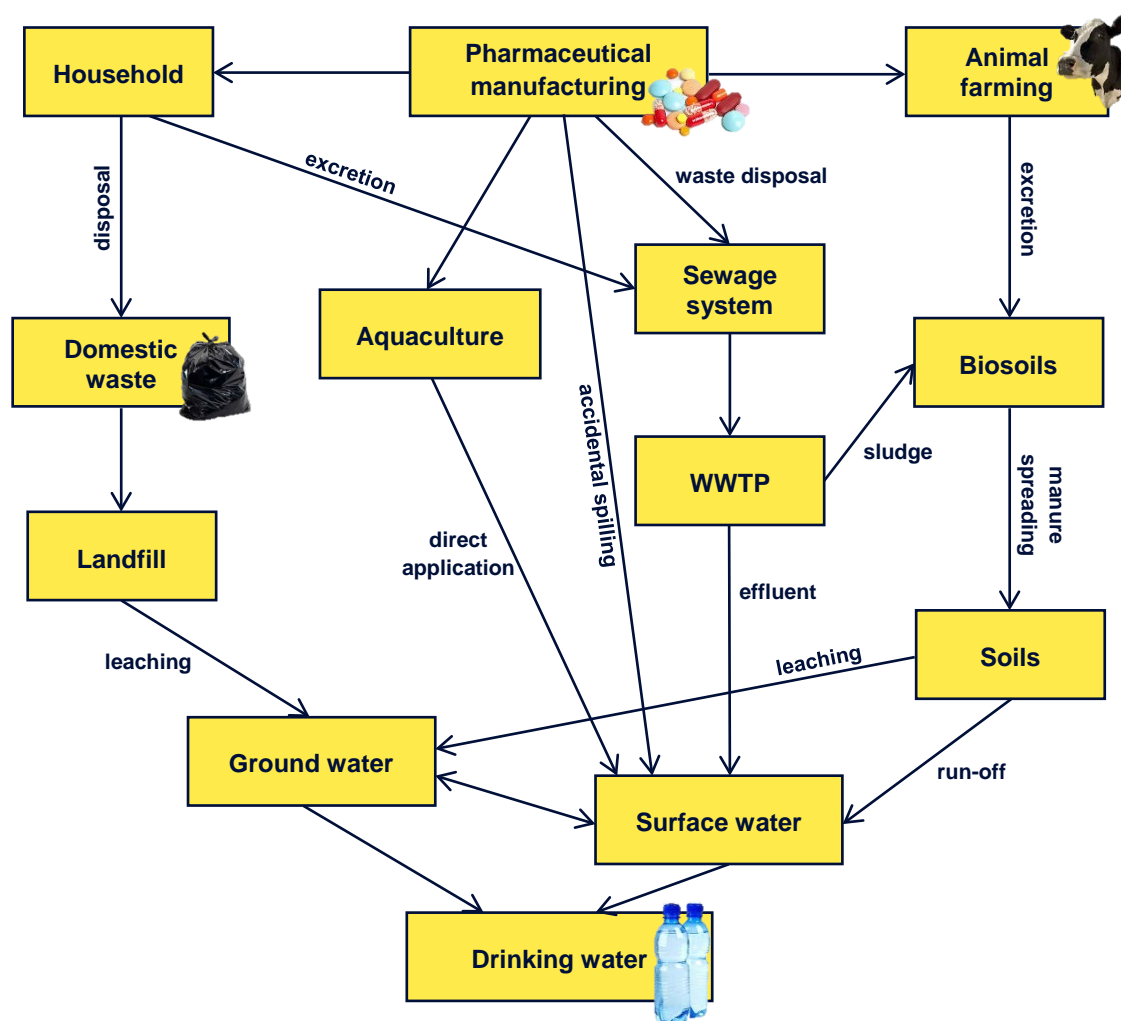 Household
Pharmaceutical
manufacturing
Animal
farming
disposal
excretion
waste disposal
excretion
Sewage
system
Aquaculture
Domestic
waste
Biosoils
accidental spilling
sludge
WWTP
manure
spreading
direct
application
Landfill
effluent
leaching
leaching
Soils
Ground water
run-off
Surface water
Drinking water